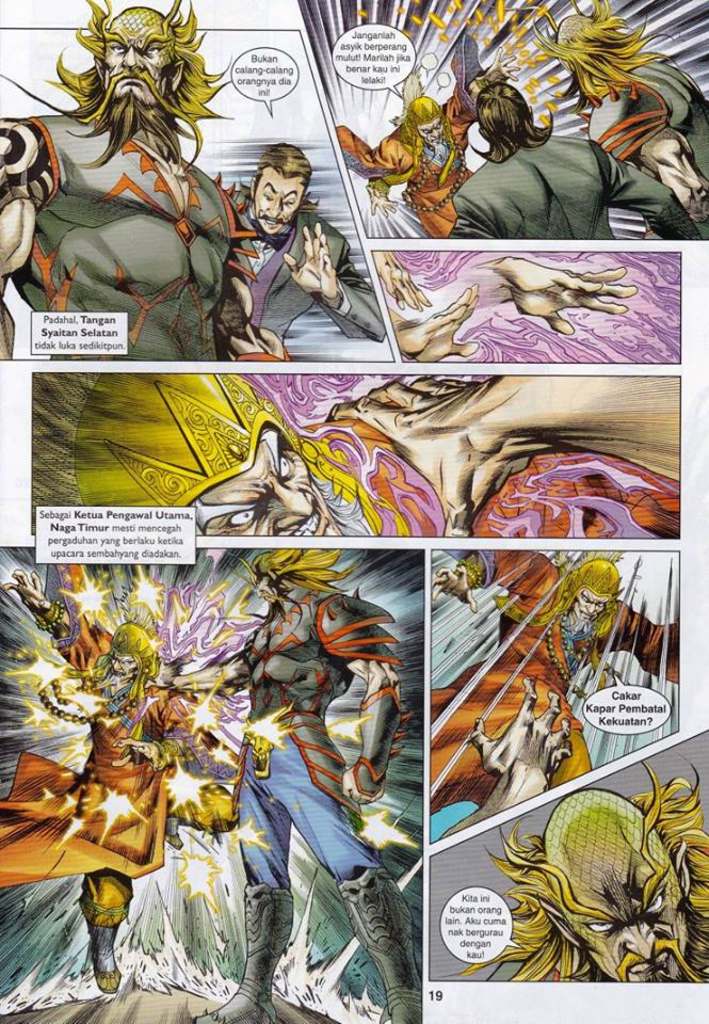 Bukan
calang-calang
orangnya dia
ini!
Padahal, Tangan
Syaitan Selatan
tidak luka sedikitpun.
Janganlah
asyik berperang
mulut! Marilah jika
benar kau ini
lelaki!
Sebagai Ketua Pengawal Utama,
Naga Timur mesti mencegah
pergaduhan yang berlaku ketika
upacara sembahyang diadakan.
Cakar
Kapar Pembatal
Kekuatan?
Kita ini
bukan orang
lain. Aku cuma
nak bergurau
dengan
kau!
19